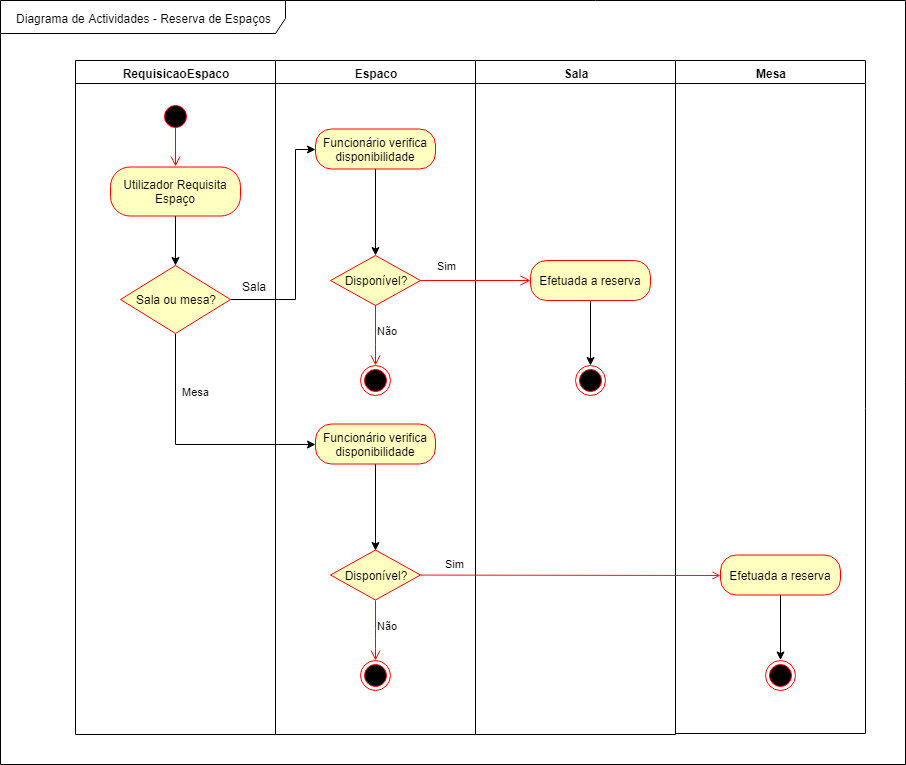 Diagrama de Actividades - Reserva de Espaços
RequisicaoEspaco
Espaco
Sala
Mesa
Funcionário verifica
disponibilidade
Utilizador Requisita
Espaço
Sim
Disponível?
Efetuada a reserva
Sala
Sala ou mesa?
Não
Mesa
Funcionário verifica
disponibilidade
Sim
Disponível?
Efetuada a reserva
Não